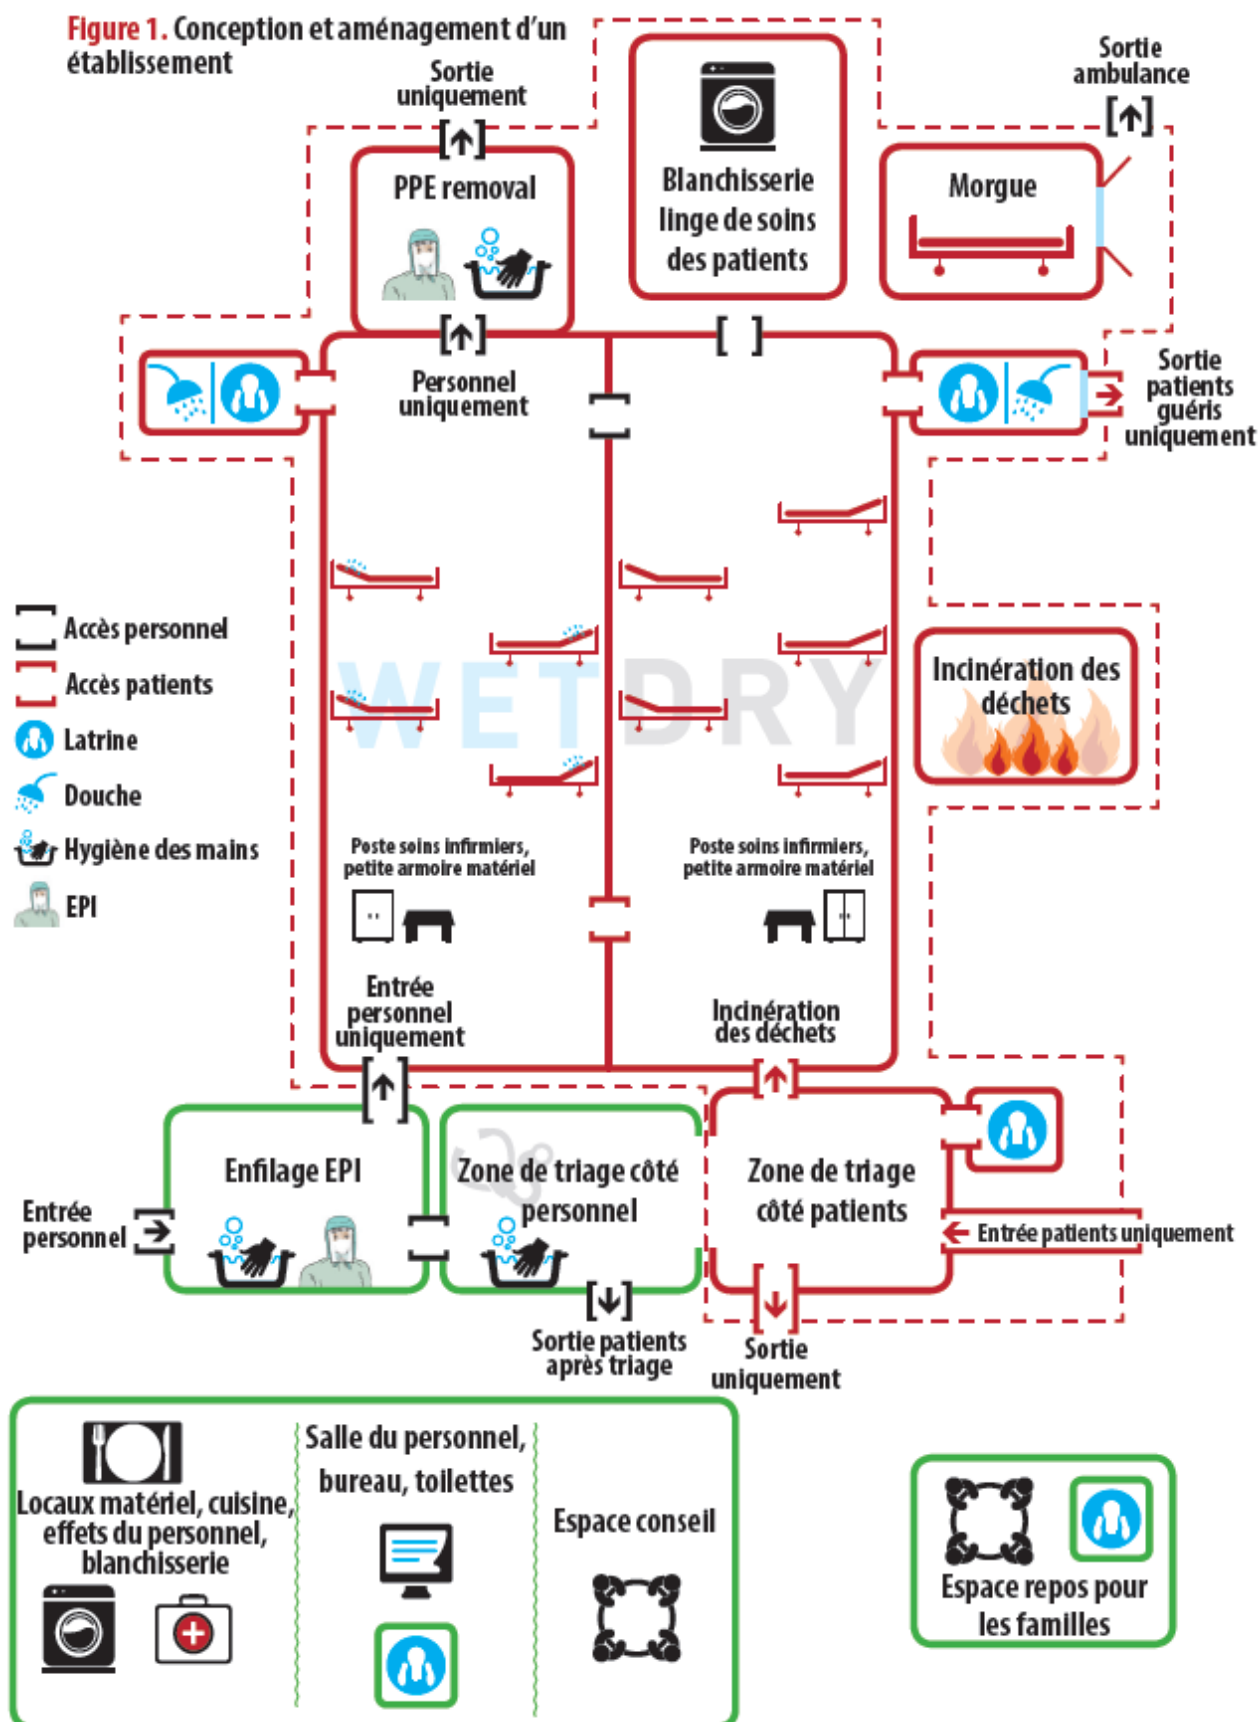 Figure 1. Conception et aménagement d'un
établissement
Sortie
uniquement
Sortie
ambulance
PPE removal
Blanchisserie
linge de soins
des patients
Morgue
Personnel
uniquement
Sortie
patients
guéris
uniquement
Accès personnel
Accès patients
Latrine
Douche
Hygiène des mains
EPI
WET
DRY
Incinération des
déchets
Poste soins infirmiers,
petite armoire matériel
Poste soins infirmiers,
petite armoire matériel
Entrée
personnel
uniquement
Incinération
des déchets
Enfilage EPI
Zone de triage côté
personnel
Zone de triage
côté patients
Entrée
personnel
Entrée patients uniquement
Sortie patients
après triage
Sortie
uniquement
Locaux matériel, cuisine,
effets du personnel,
blanchisserie
Salle du personnel,
bureau, toilettes
Espace conseil
Espace repos pour
les familles